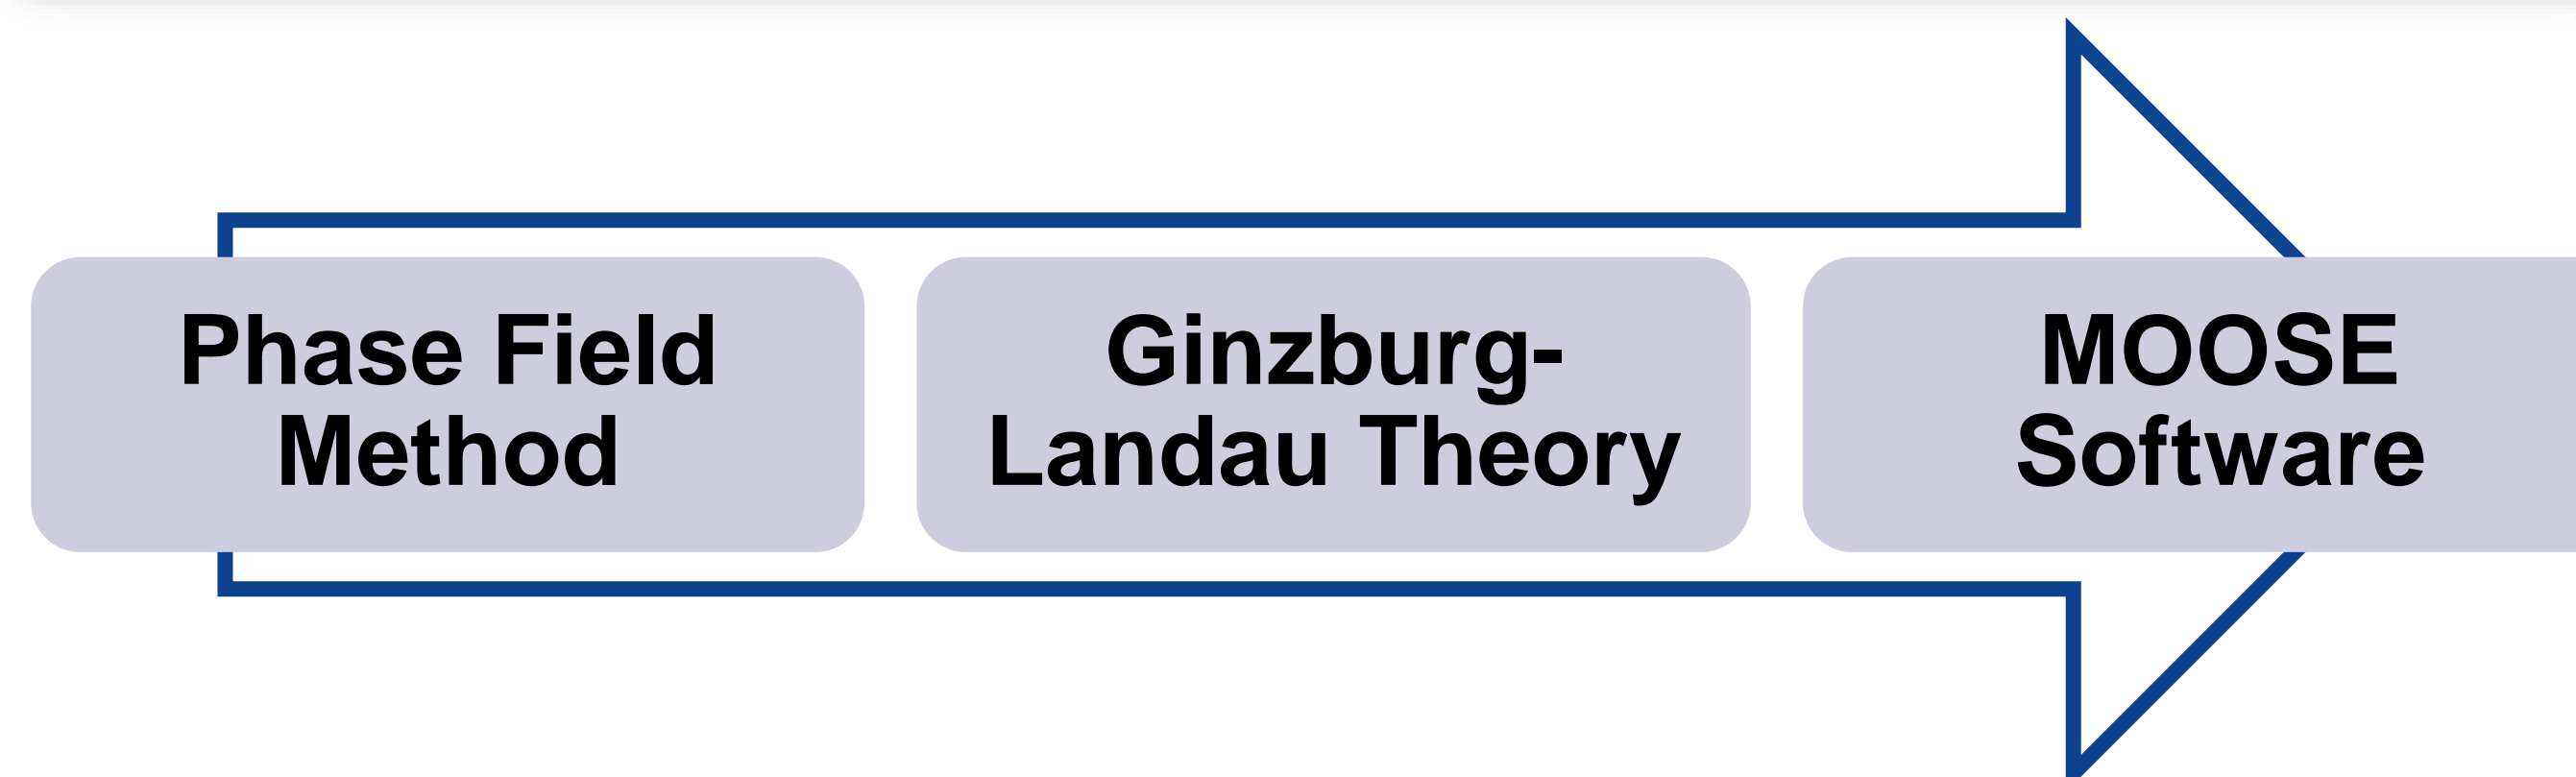 Phase Field
Method
Ginzburg-
Landau Theory
MOOSE
Software